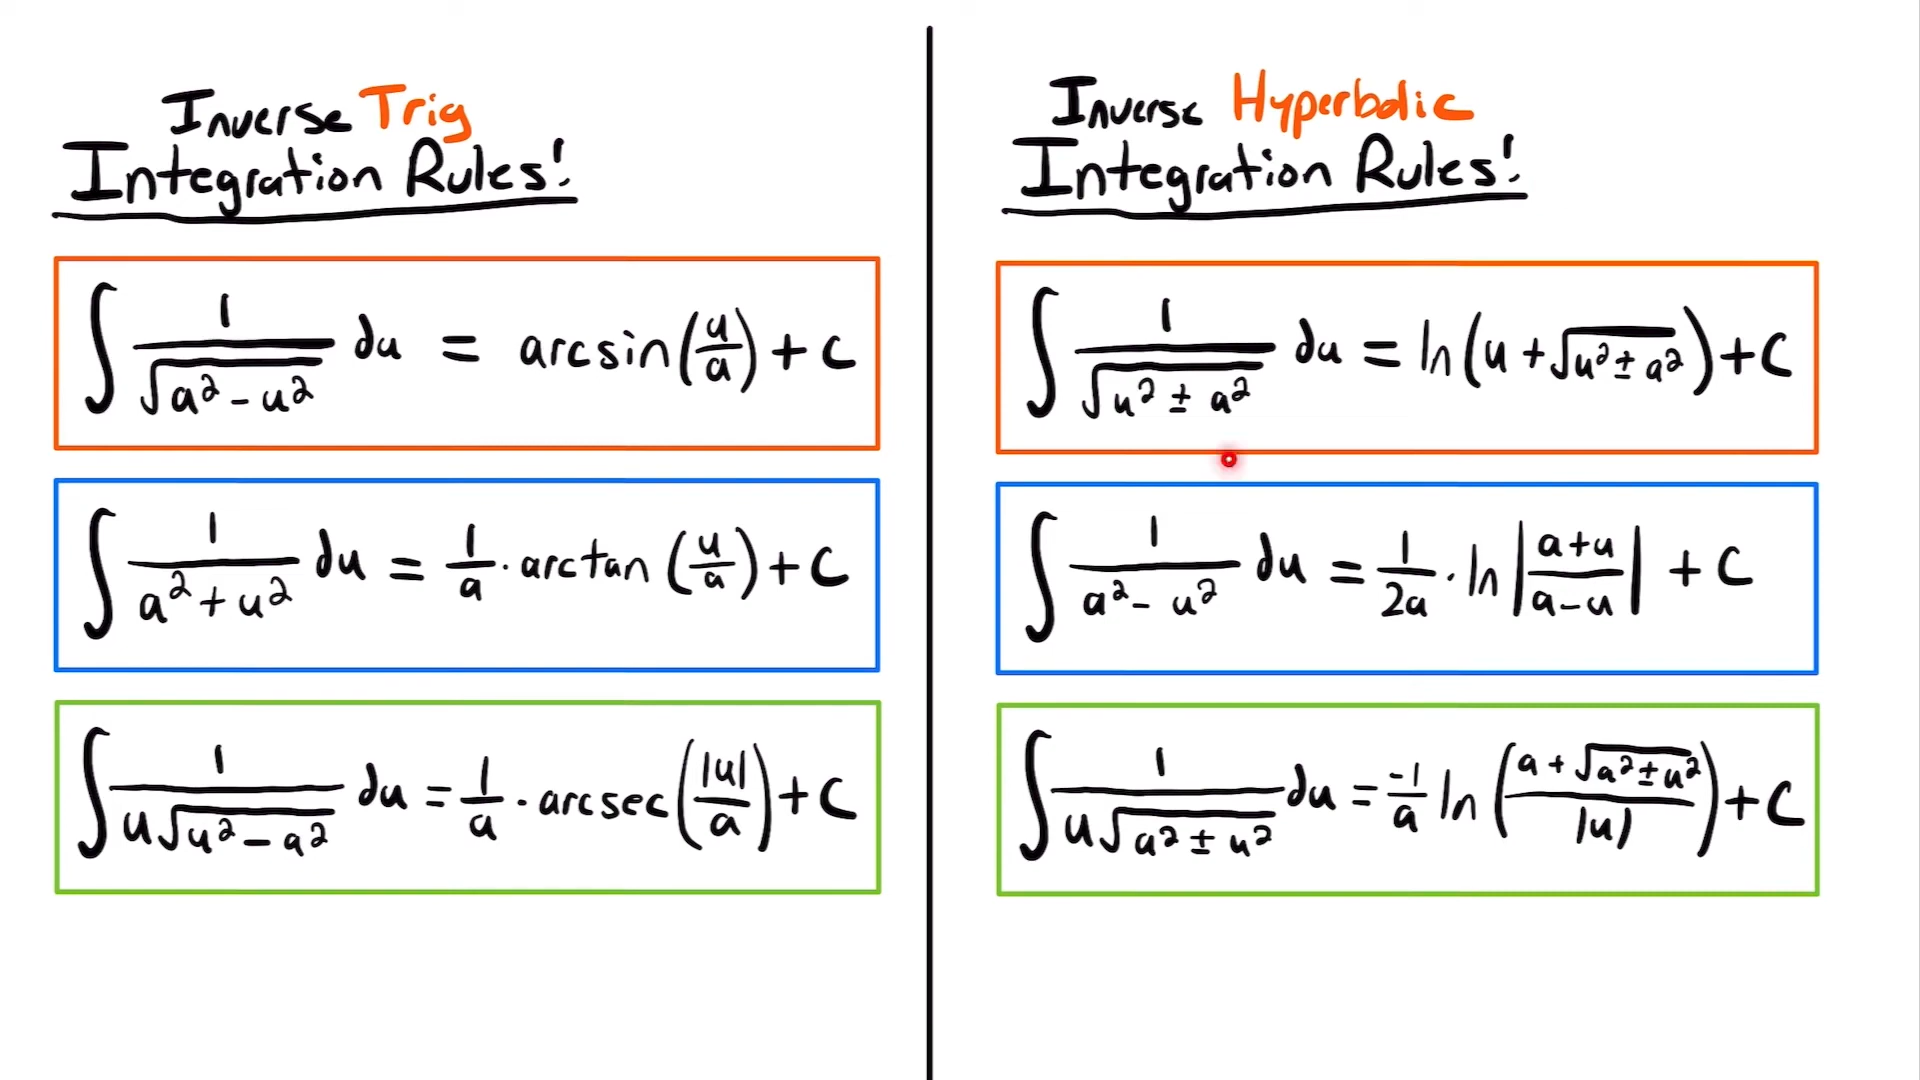 Inverse Trig
Integration Rules!
∫ 1/√(a² - u²) du = arcsin(u/a) + C
∫ 1/(a² + u²) du = 1/a · arctan(u/a) + C
∫ 1/(u√(u² - a²)) du = 1/a · arcsec(|u|/a) + C
Inverse Hyperbolic
Integration Rules!
∫ 1/√(u² ± a²) du = ln(u + √(u² ± a²)) + C
∫ 1/(a² - u²) du = 1/2a · ln|(a+u)/(a-u)| + C
∫ 1/(u√(a² ± u²)) du = -1/a ln((a + √(a² ± u²))/|u|) + C